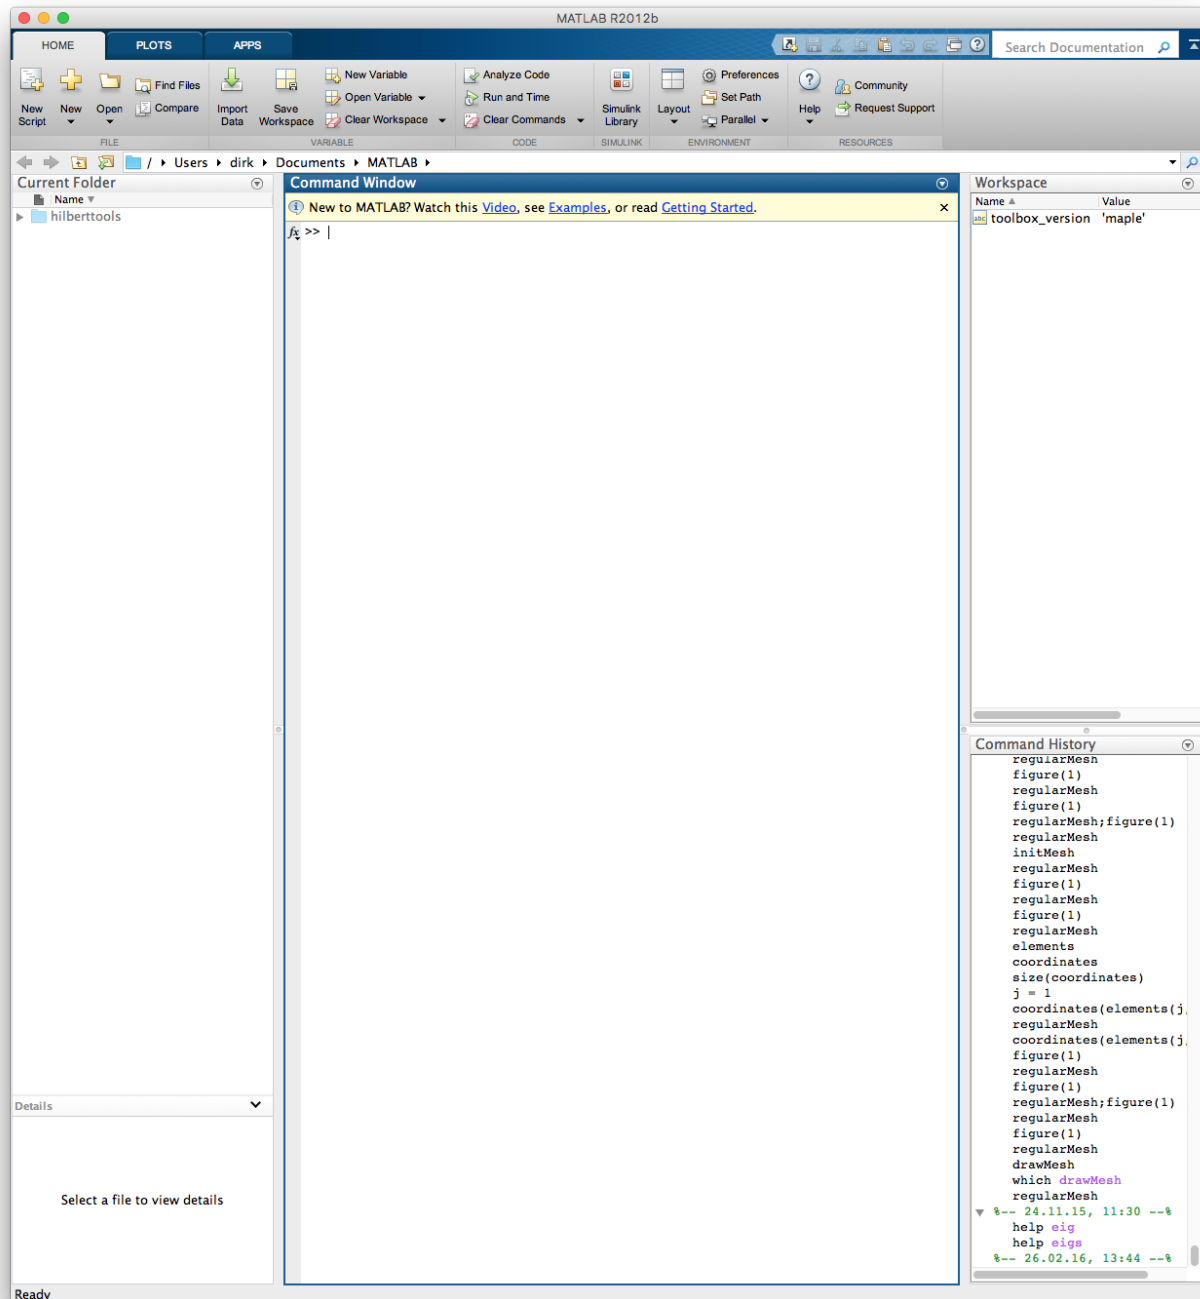 MATLAB R2012b
HOME PLOTS APPS
Search Documentation
New Script
New
Open
Find Files
Compare
FILE
Import Data
Save Workspace
New Variable
Open Variable
Clear Workspace
VARIABLE
Analyze Code
Run and Time
Clear Commands
CODE
Simulink Library
SIMULINK
Layout
Preferences
Set Path
Parallel
ENVIRONMENT
Help
Community
Request Support
RESOURCES
/ Users dirk Documents MATLAB
Current Folder
Name
hilberttools
Details
Select a file to view details
Command Window
New to MATLAB? Watch this Video, see Examples, or read Getting Started.
fx >>
Workspace
Name Value
abc toolbox_version 'maple'
Command History
regularMesh
figure(1)
regularMesh
figure(1)
regularMesh;figure(1)
regularMesh
initMesh
regularMesh
figure(1)
regularMesh
figure(1)
regularMesh
elements
coordinates
size(coordinates)
j = 1
coordinates(elements(j,
regularMesh
coordinates(elements(j,
figure(1)
regularMesh
figure(1)
regularMesh;figure(1)
regularMesh
figure(1)
regularMesh
drawMesh
which drawMesh
regularMesh
%-- 24.11.15, 11:30 --%
help eig
help eigs
%-- 26.02.16, 13:44 --%
Ready